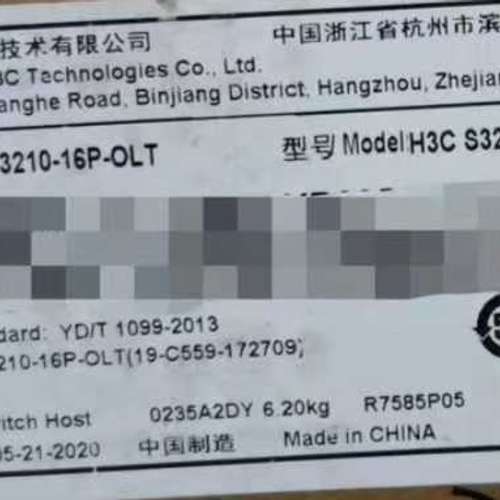 技术有限公司 中国浙江省杭州市滨
3C Technologies Co., Ltd.
anghe Road, Binjiang District, Hangzhou, Zhejian
3210-16P-OLT 型号 Model H3C S32
dard: YD/T 1099-2013
210-16P-OLT(19-C559-172709)
itch Host 0235A2DY 6.20kg R7585P05
05-21-2020 中国制造 Made in CHINA